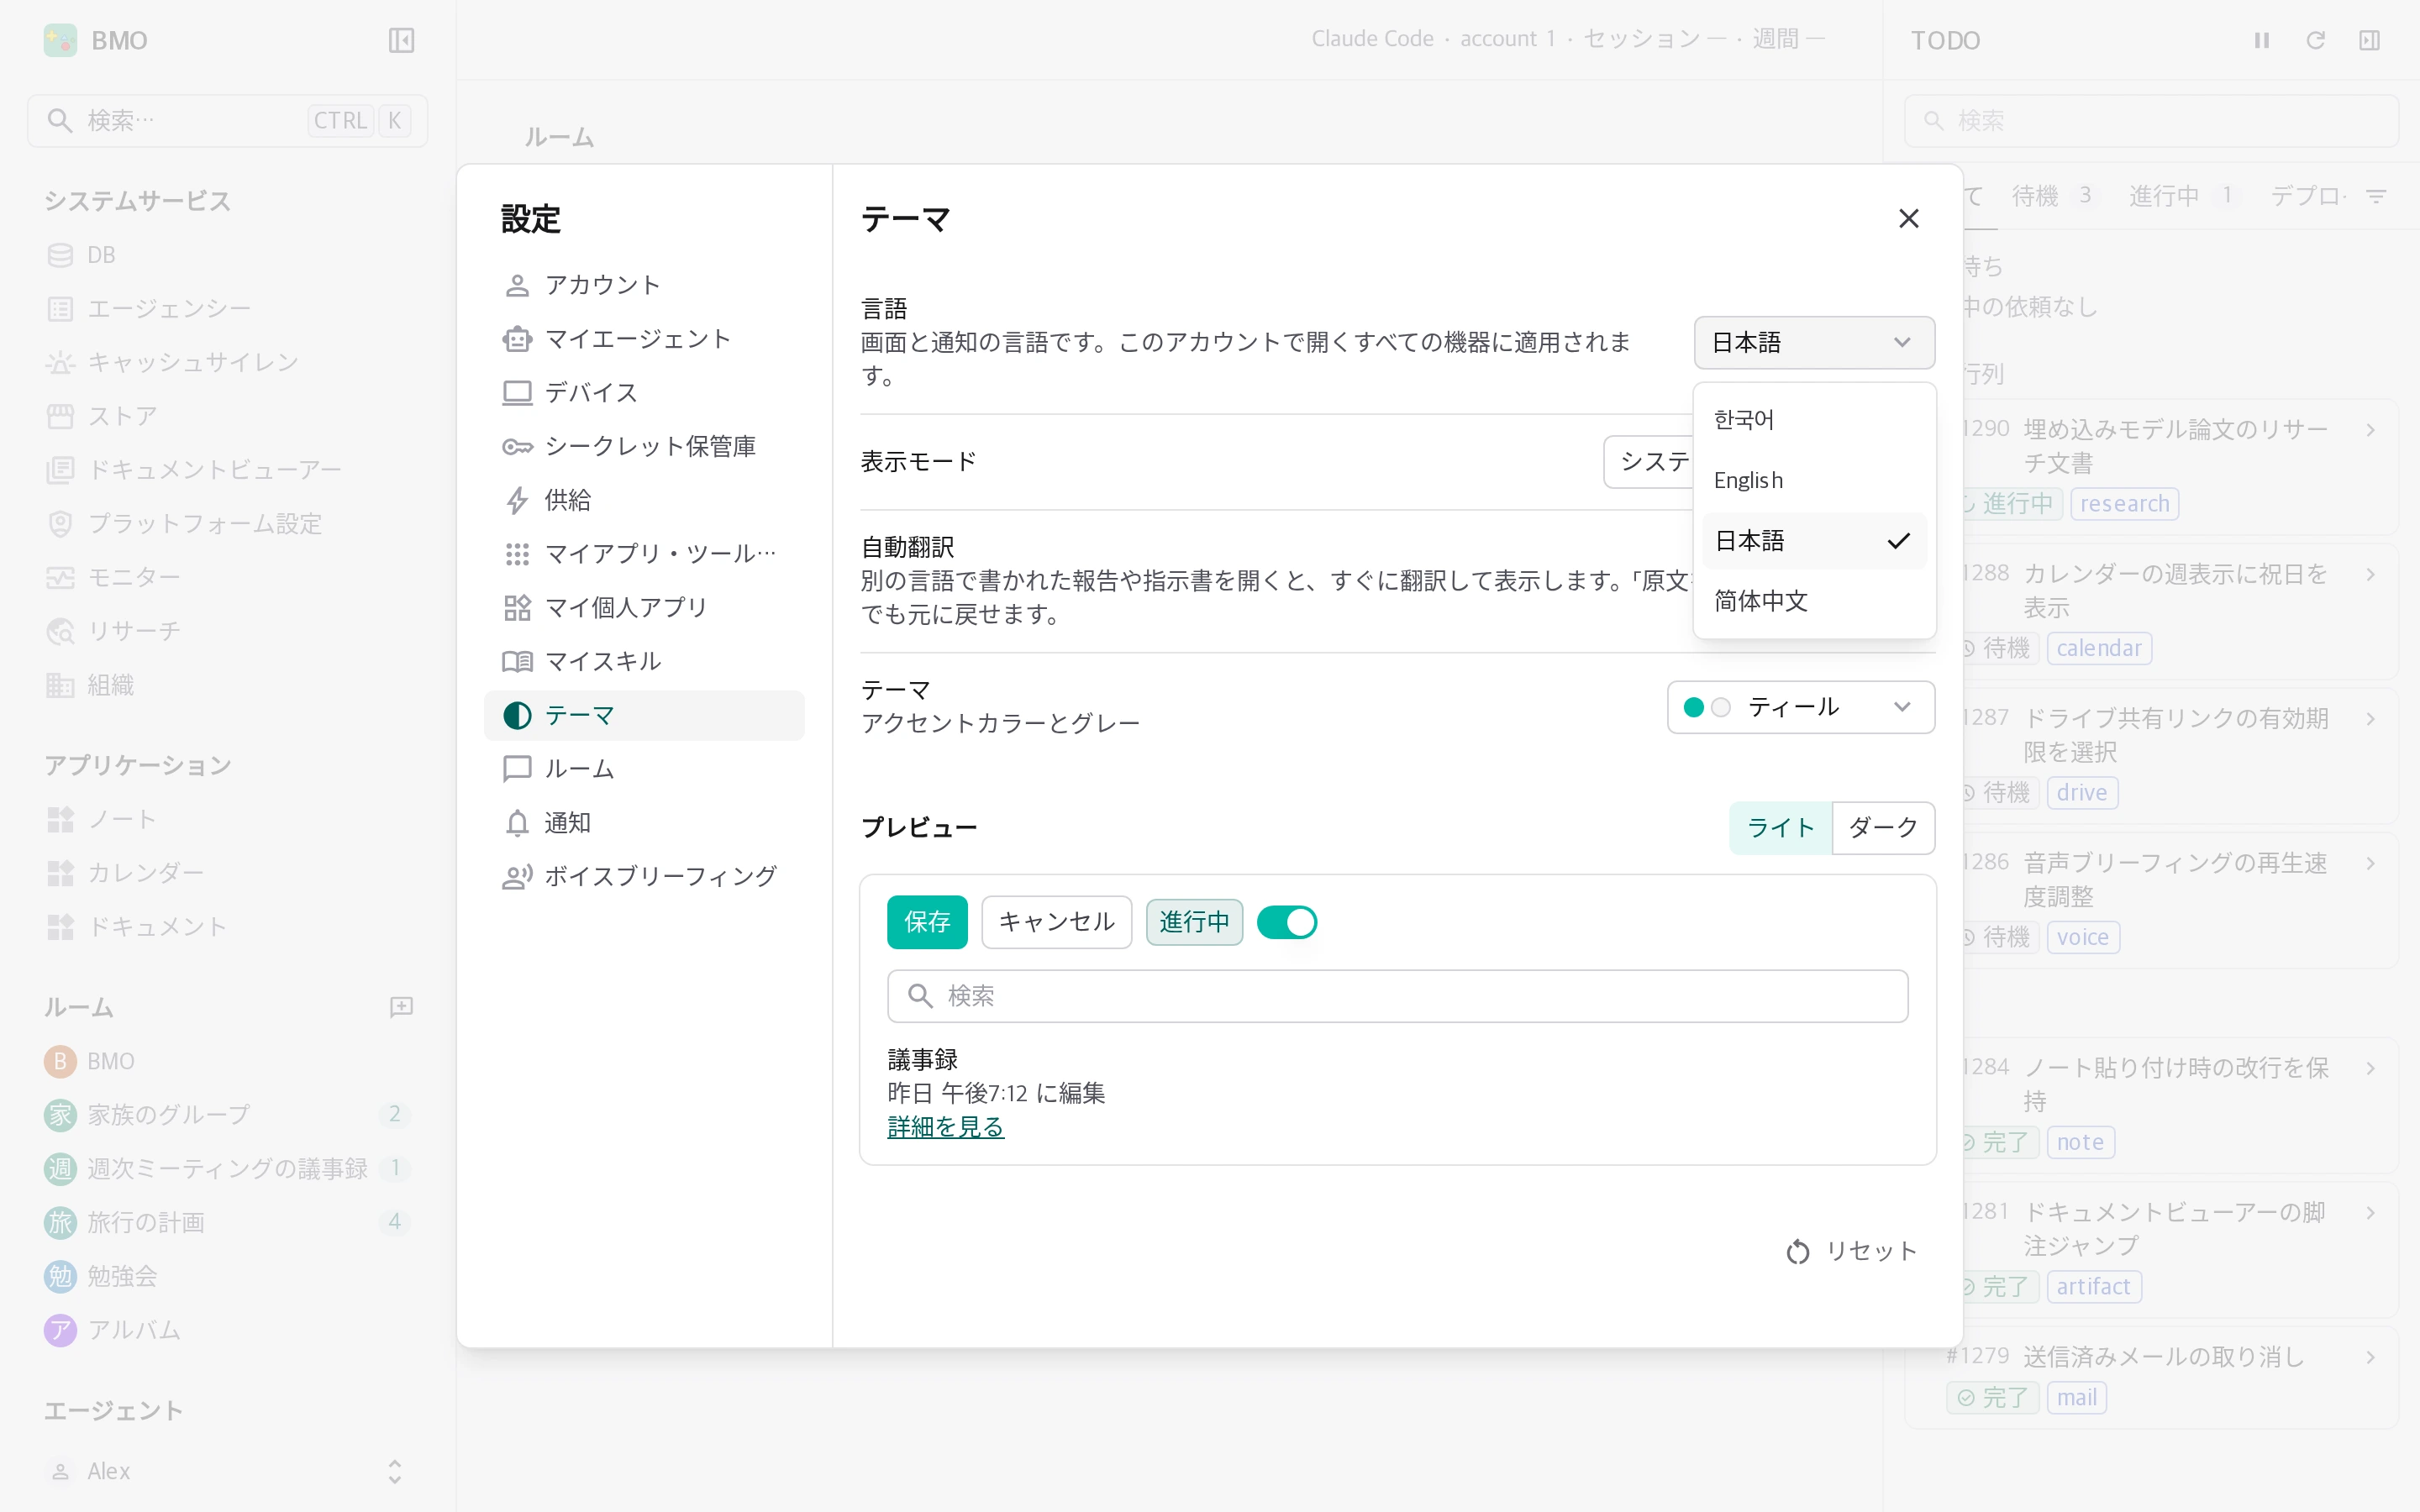 BMO
検索…
CTRL K
システムサービス
DB
エージェンシー
キャッシュサイレン
ストア
ドキュメントビューアー
プラットフォーム設定
モニター
リサーチ
組織
アプリケーション
ノート
カレンダー
ドキュメント
ルーム
B BMO
家 家族のグループ 2
週 週次ミーティングの議事録 1
旅 旅行の計画 4
勉 勉強会
ア アルバム
エージェント
Alex
Claude Code · account 1 · セッション — · 週間 —
ルーム
設定
アカウント
マイエージェント
デバイス
シークレット保管庫
供給
マイアプリ・ツール…
マイ個人アプリ
マイスキル
テーマ
ルーム
通知
ボイスブリーフィング
テーマ
言語
画面と通知の言語です。このアカウントで開くすべての機器に適用されま
す。
日本語
한국어
English
日本語
简体中文
表示モード
システ
自動翻訳
別の言語で書かれた報告や指示書を開くと、すぐに翻訳して表示します。「原文
でも元に戻せます。
テーマ
アクセントカラーとグレー
ティール
プレビュー
ライト ダーク
保存 キャンセル 進行中
検索
議事録
昨日 午後7:12 に編集
詳細を見る
リセット
TODO
検索
て 待機 3 進行中 1 デプロ
待ち
中の依頼なし
行列
1290 埋め込みモデル論文のリサー
チ文書
進行中 research
1288 カレンダーの週表示に祝日を
表示
待機 calendar
1287 ドライブ共有リンクの有効期
限を選択
待機 drive
1286 音声ブリーフィングの再生速
度調整
待機 voice
1284 ノート貼り付け時の改行を保
持
完了 note
1281 ドキュメントビューアーの脚
注ジャンプ
完了 artifact
#1279 送信済みメールの取り消し
完了 mail